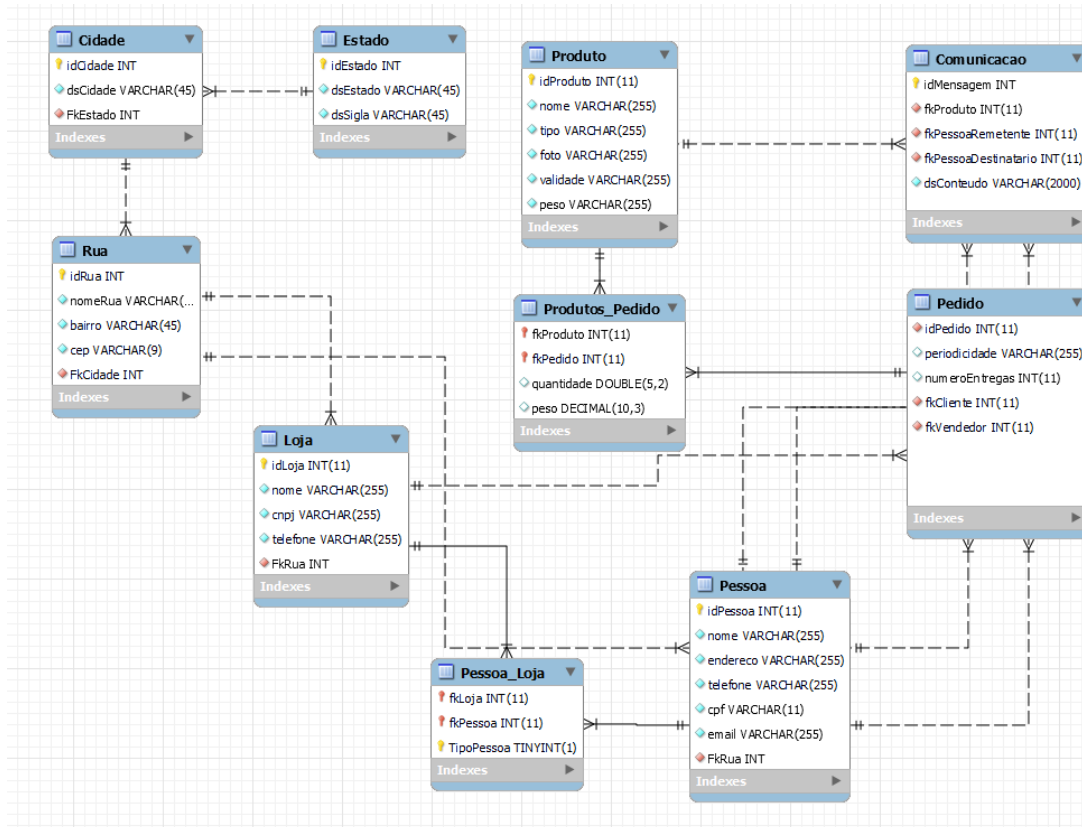 Cidade
idCidade INT
dsCidade VARCHAR(45)
FkEstado INT
Indexes
Estado
idEstado INT
dsEstado VARCHAR(45)
dsSigla VARCHAR(45)
Indexes
Produto
idProduto INT(11)
nome VARCHAR(255)
tipo VARCHAR(255)
foto VARCHAR(255)
validade VARCHAR(255)
peso VARCHAR(255)
Indexes
Comunicacao
idMensagem INT
fkProduto INT(11)
fkPessoaRemetente INT(11)
fkPessoaDestinatario INT(11)
dsConteudo VARCHAR(2000)
Indexes
Rua
idRua INT
nomeRua VARCHAR(...
bairro VARCHAR(45)
cep VARCHAR(9)
FkCidade INT
Indexes
Produtos_Pedido
fkProduto INT(11)
fkPedido INT(11)
quantidade DOUBLE(5,2)
peso DECIMAL(10,3)
Indexes
Pedido
idPedido INT(11)
periodicidade VARCHAR(255)
numeroEntregas INT(11)
fkCliente INT(11)
fkVendedor INT(11)
Indexes
Loja
idLoja INT(11)
nome VARCHAR(255)
cnpj VARCHAR(255)
telefone VARCHAR(255)
FkRua INT
Indexes
Pessoa_Loja
fkLoja INT(11)
fkPessoa INT(11)
TipoPessoa TINYINT(1)
Indexes
Pessoa
idPessoa INT(11)
nome VARCHAR(255)
endereco VARCHAR(255)
telefone VARCHAR(255)
cpf VARCHAR(11)
email VARCHAR(255)
FkRua INT
Indexes